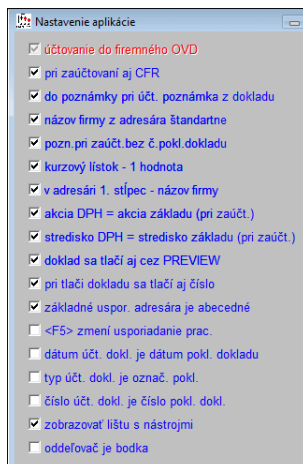 Nastavenie aplikácie
účtovanie do firemného OVD
pri zaúčtovaní aj CFR
do poznámky pri účt. poznámka z dokladu
názov firmy z adresára štandartne
pozn.pri zaúčt.bez č.pokl.dokladu
kurzový lístok - 1 hodnota
v adresári 1. stĺpec - názov firmy
akcia DPH = akcia základu (pri zaúčt.)
stredisko DPH = stredisko základu (pri zaúčt.)
doklad sa tlačí aj cez PREVIEW
pri tlači dokladu sa tlačí aj číslo
základné uspor. adresára je abecedné
<F5> zmení usporiadanie prac.
dátum účt. dokl. je dátum pokl. dokladu
typ účt. dokl. je označ. pokl.
číslo účt. dokl. je číslo pokl. dokl.
zobrazovať lištu s nástrojmi
oddeľovač je bodka